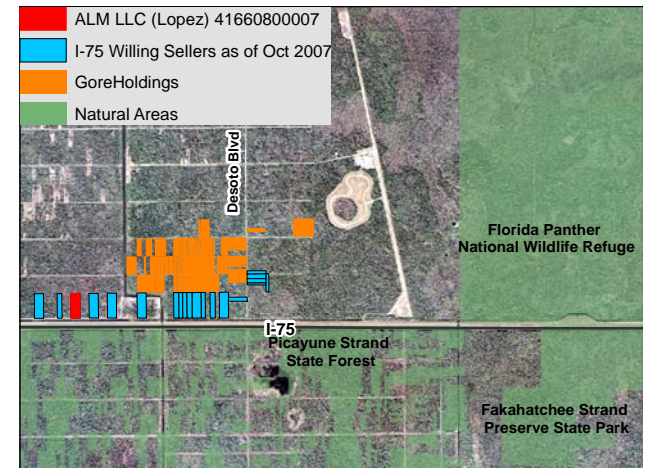 ALM LLC (Lopez) 41660800007
I-75 Willing Sellers as of Oct 2007
GoreHoldings
Natural Areas
Desoto Blvd
Florida Panther
National Wildlife Refuge
I-75
Picayune Strand
State Forest
Fakahatchee Strand
Preserve State Park